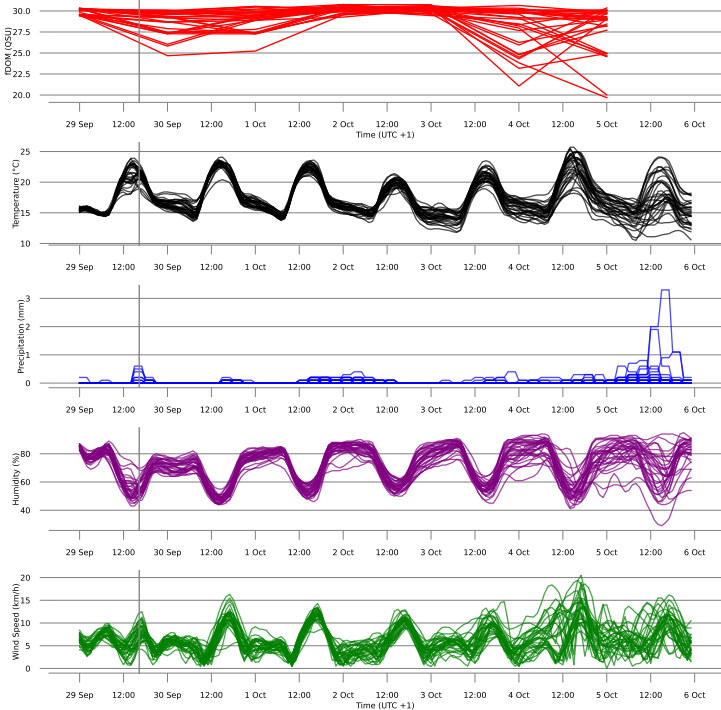 fDOM (QSU)
30.0
27.5
25.0
22.5
20.0
29 Sep 12:00 30 Sep 12:00 1 Oct 12:00 2 Oct 12:00 3 Oct 12:00 4 Oct 12:00 5 Oct 12:00 6 Oct
Time (UTC +1)
Temperature (°C)
25
20
15
10
29 Sep 12:00 30 Sep 12:00 1 Oct 12:00 2 Oct 12:00 3 Oct 12:00 4 Oct 12:00 5 Oct 12:00 6 Oct
Precipitation (mm)
3
2
1
0
29 Sep 12:00 30 Sep 12:00 1 Oct 12:00 2 Oct 12:00 3 Oct 12:00 4 Oct 12:00 5 Oct 12:00 6 Oct
Humidity (%)
80
60
40
29 Sep 12:00 30 Sep 12:00 1 Oct 12:00 2 Oct 12:00 3 Oct 12:00 4 Oct 12:00 5 Oct 12:00 6 Oct
Wind Speed (km/h)
20
15
10
5
0
29 Sep 12:00 30 Sep 12:00 1 Oct 12:00 2 Oct 12:00 3 Oct 12:00 4 Oct 12:00 5 Oct 12:00 6 Oct
Time (UTC +1)